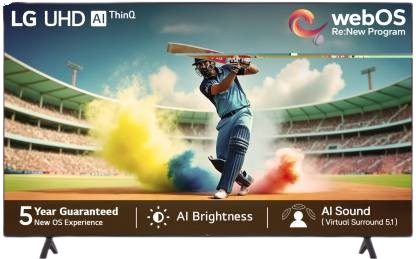 LG UHD AI ThinQ
webOS
Re:New Program
5 Year Guaranteed
New OS Experience
AI Brightness
AI Sound
( Virtual Surround 5.1 )